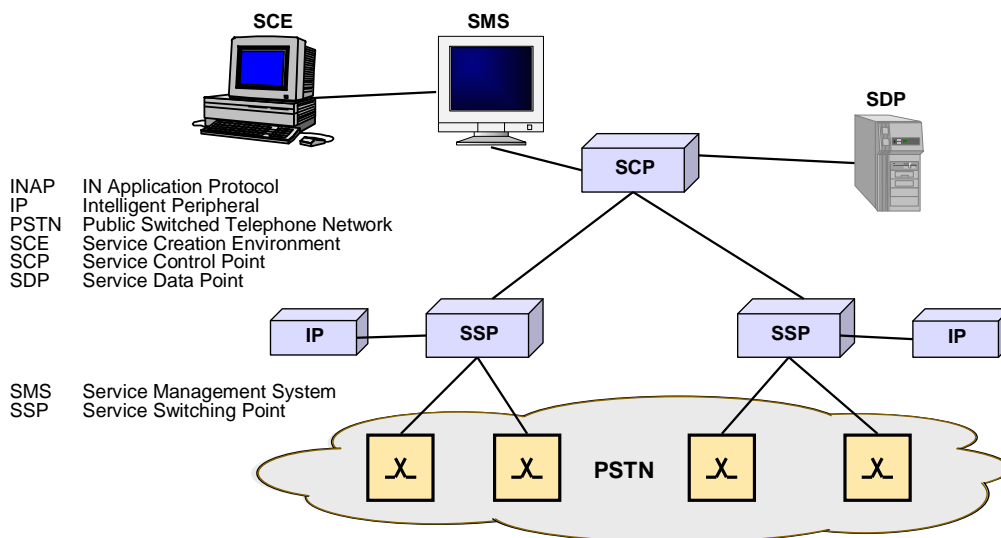 SCE
SMS
SDP
SCP
INAP IN Application Protocol
IP Intelligent Peripheral
PSTN Public Switched Telephone Network
SCE Service Creation Environment
SCP Service Control Point
SDP Service Data Point
IP
SSP
SSP
IP
SMS Service Management System
SSP Service Switching Point
PSTN